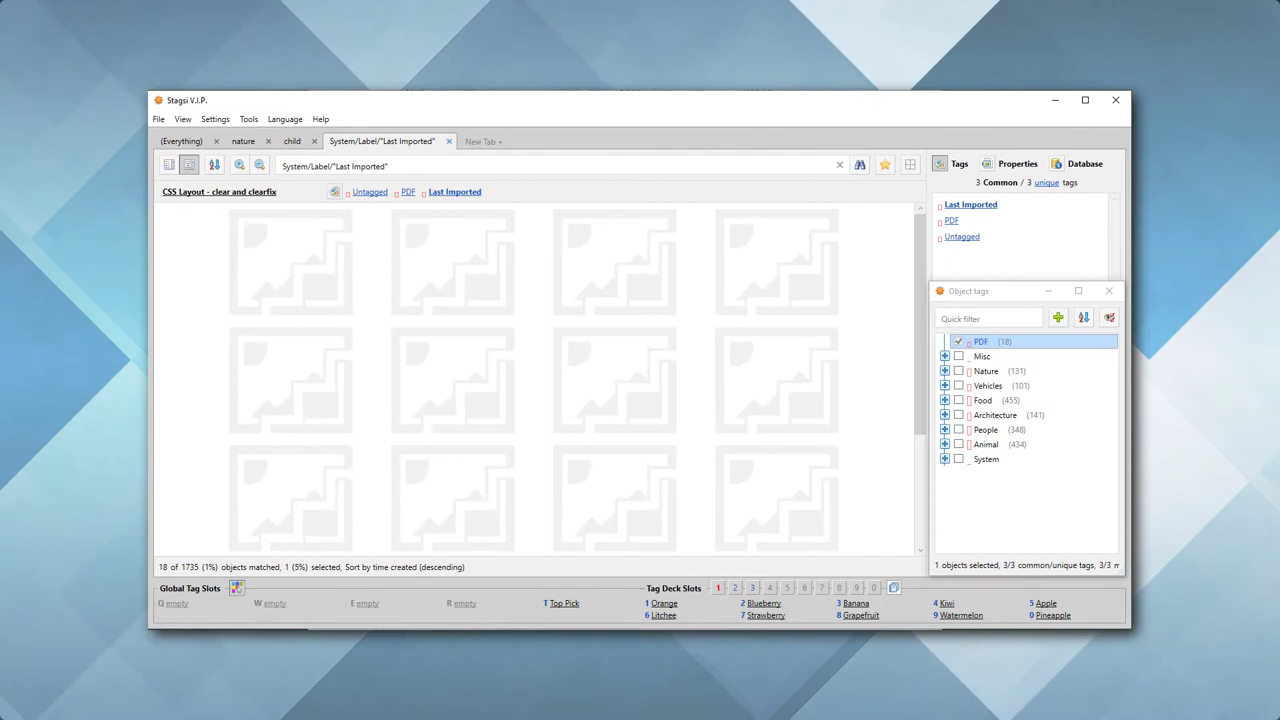 Stagsi V.I.P.
File View Settings Tools Language Help
(Everything) nature child System/Label/"Last Imported" New Tab +
System/Label/"Last Imported"
CSS Layout - clear and clearfix Untagged PDF Last Imported
Tags Properties Database
3 Common / 3 unique tags
Last Imported
PDF
Untagged
Object tags
Quick filter
PDF (18)
Misc
Nature (131)
Vehicles (101)
Food (455)
Architecture (141)
People (348)
Animal (434)
System
1 objects selected, 3/3 common/unique tags, 3/3 m
18 of 1735 (1%) objects matched, 1 (5%) selected, Sort by time created (descending)
Global Tag Slots
Q empty W empty E empty R empty T Top Pick
Tag Deck Slots 1 2 3 4 5 6 7 8 9 0
1 Orange 2 Blueberry 3 Banana 4 Kiwi 5 Apple
6 Litchee 7 Strawberry 8 Grapefruit 9 Watermelon 0 Pineapple